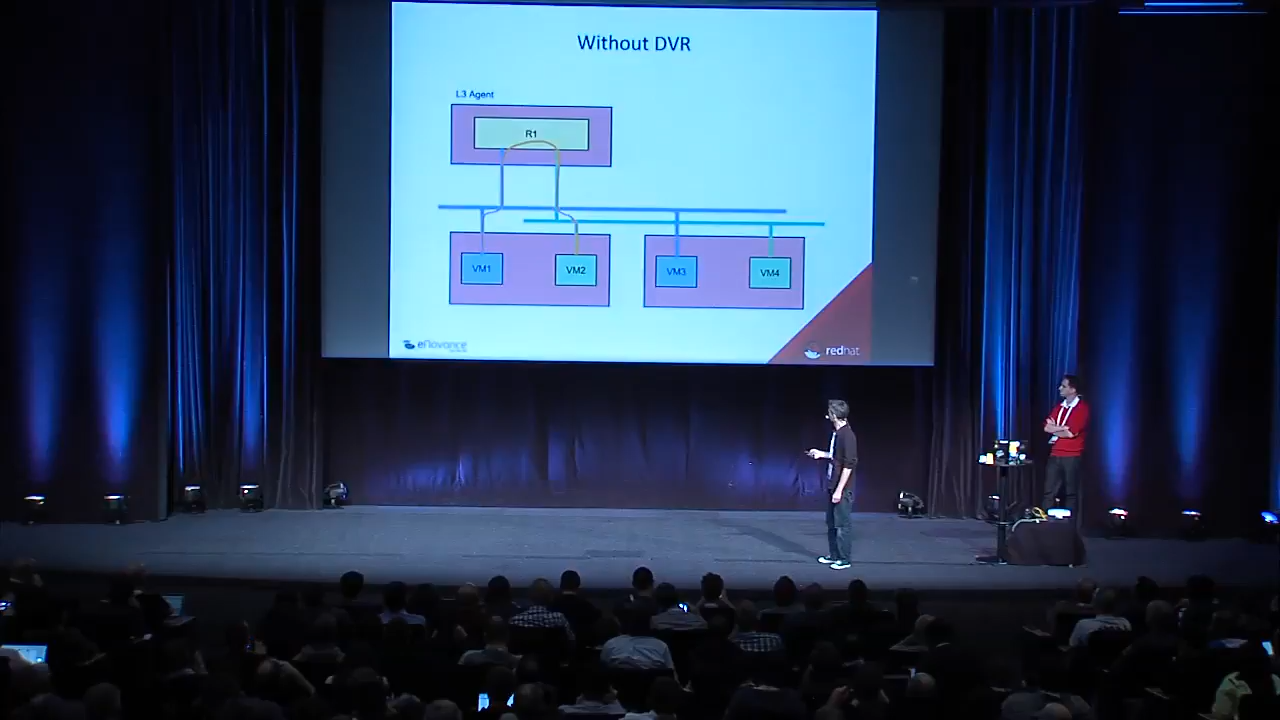 Without DVR
L3 Agent
R1
VM1
VM2
VM3
VM4
eNovance
redhat